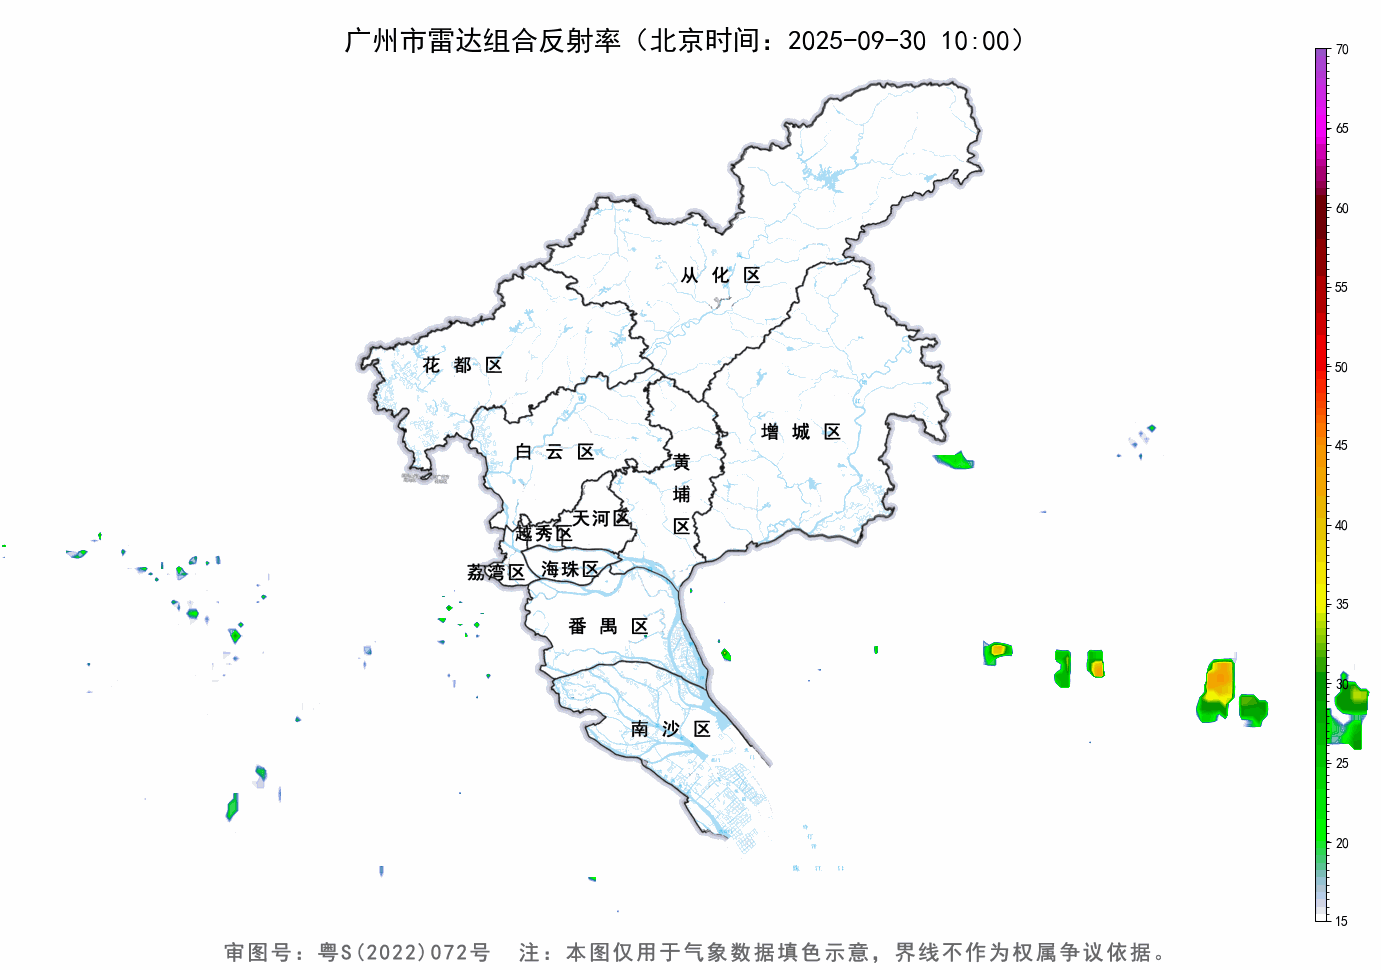 广州市雷达组合反射率（北京时间：2025-09-30 10:00）
70
65
60
55
50
45
40
35
30
25
20
15
从化区
花都区
增城区
白云区
黄埔区
天河区
越秀区
海珠区
荔湾区
番禺区
南沙区
审图号：粤S(2022)072号 注：本图仅用于气象数据填色示意，界线不作为权属争议依据。